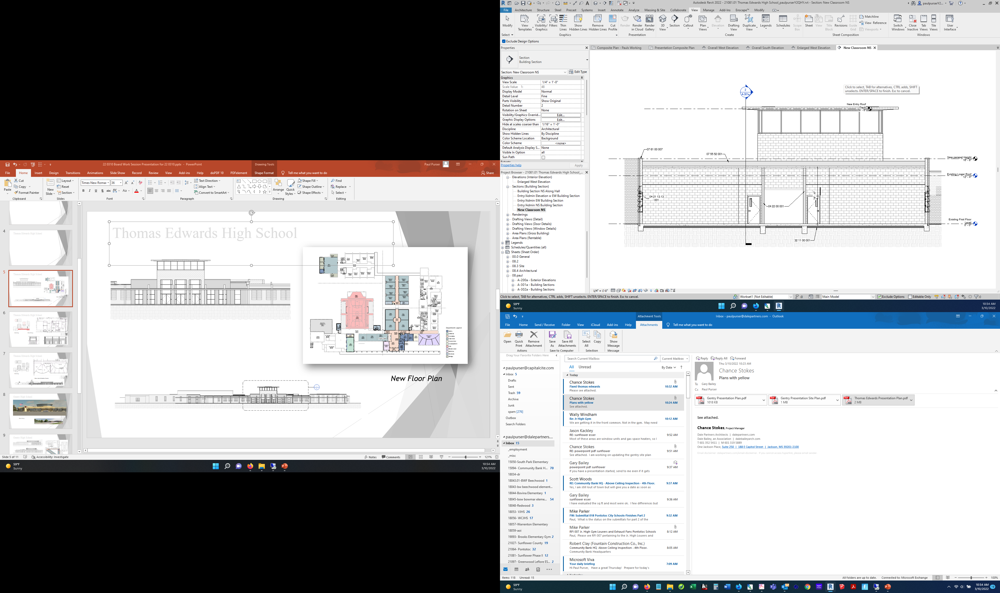 22 0310 Board Work Session Presentation for 22 0310.pptx - PowerPoint
Drawing Tools
Paul Purser
File Home Insert Design Transitions Animations Slide Show Record Review View Add-ins Help doPDF 10 PDFelement Shape Format Tell me what you want to do Share
Paste
Cut
Copy
Format Painter
Clipboard
New Slide
Layout
Reset
Section
Slides
Times New Roman 36
B I U S abc AV Aa A
Font
Text Direction
Align Text
Convert to SmartArt
Paragraph
Arrange
Quick Styles
Shape Fill
Shape Outline
Shape Effects
Drawing
Find
Replace
Select
Editing
4
5
6
7
8
9
Thomas Edwards High School
Department Legend
New Floor Plan
Slide 5 of 11 Accessibility: Investigate Notes Comments 121%
59°F
Sunny
10:54 AM
3/10/2022
Autodesk Revit 2022 - 21081.01 Thomas Edwards High School_paulpurserY2QHY.rvt - Section: New Classroom NS
paulpurserY2...
File Architecture Structure Steel Precast Systems Insert Annotate Analyze Massing & Site Collaborate View Manage Add-Ins Enscape™ Modify
Modify
View Templates
Visibility/ Graphics
Filters
Thin Lines
Show Hidden Lines
Remove Hidden Lines
Cut Profile
Render
Render in Cloud
Render Gallery
3D View
Section
Callout
Plan Views
Elevation
Drafting View
Duplicate View
Legends
Schedules
Scope Box
Sheet
View
Title Block
Revisions
Guide Grid
Matchline
View Reference
Viewports
Switch Windows
Close Inactive
Tab Views
Tile Views
User Interface
Select Graphics Presentation Create Sheet Composition Windows
Exclude Design Options
Properties
Composite Plan - Pauls Working
Presentation Composite Plan
Overall West Elevation
Overall South Elevation
Enlarged West Elevation
New Classroom NS
Section
Building Section
Section: New Classroom NS Edit Type
Graphics
View Scale 1/4" = 1'-0"
Scale Value 1: 48
Display Model Normal
Detail Level Fine
Parts Visibility Show Original
Detail Number 2
Rotation on Sheet None
Visibility/Graphics Overrid... Edit...
Graphic Display Options Edit...
Hide at scales coarser than 1/16" = 1'-0"
Discipline Architectural
Show Hidden Lines By Discipline
Color Scheme Location Background
Color Scheme <none>
Default Analysis Display S... None
Visible In Option all
Sun Path
Extents
Properties help Apply
Project Browser - 21081.01 Thomas Edwards High School_...
Elevations (Interior Elevation)
Enlarged West Elevation
Sections (Building Section)
Building Section NS Along Hall
Entry/Admin Elevation w EW Building Section
Entry/Admin EW Building Section
Entry/Admin NS Building Section
New Classroom NS
Renderings
Drafting Views (Detail)
Drafting Views (Door Details)
Drafting Views (Window Details)
Area Plans (Gross Building)
Area Plans (Rentable)
Legends
Schedules/Quantities (all)
Sheets (Sheet Order)
00.0 General
08.2
08.3 Site
08.4 Architectural
08.paul
A-200a - Exterior Elevations
A-301a - Building Sections
A-302a - Building Sections
Click to select, TAB for alternatives, CTRL adds, SHIFT
unselects. ENTER/SPACE to finish. Esc to cancel.
2
A-301a
New Entry Roof
Deck
29' - 8"
07 61 00 007
07 55 52 001
New parapet Height
16' - 8"
Existing Lower Roof
12' - 4"
04 21 13.13
001
14' - 4"
04 22 00 001
Existing First Floor
Level
0' - 0"
32 11 00 001
1/4" = 1'-0"
Click to select, TAB for alternatives, CTRL adds, SHIFT unselects. ENTER/SPACE to finish. Esc to cancel.
Workset1 (Not Editable) :0 Main Model Exclude Options Editable Only :0
59°F
Sunny
10:54 AM
3/10/2022
Attachment Tools
Inbox - paulpurser@dalepartners.com - Outlook
File Home Send / Receive Folder View iCloud Add-ins Help Attachments Tell me what you want to do
Open
Quick Print
Remove Attachment
Save As
Save All Attachments
Select All
Copy
Show Message
Actions Save to Computer Selection Message
Drag Your Favorite Folders Here
paulpurser@capitalcite.com
Inbox 5
Drafts
Sent
Trash 59
Archive
Junk
spam [276]
Outbox
Search Folders
paulpurser@dalepartners....
Inbox 15
_employment
_misc
15050-South Park Elementary
15094- Community Bank H... 70
18034-dr
18043.01-BWF Beechwood 1
18043-bw beechwood element...
18044-Bovina Elementary 1
18045-bow bowmar eleme... 54
18048-Redwood 3
18053- VJHS 26
18056- WCJHS 17
18057-Warrenton Elementary
18059-aoi
19093- Brooks Elementary Gym 2
21027- Sunflower County 19
21064- Pontotoc 32
21081- Sunflower Phase II 12
21097- Greenwood Leflore ES... 2
Search Current Mailbox Current Mailbox
All Unread By Date
Today
Chance Stokes
Fixed thomas edwards 10:32 AM
Please see attached.
Chance Stokes
Plans with yellow 10:24 AM
See attached.
Wally Windham
Re: Jr High Gym 10:12 AM
We are getting it in the front common. Not in the gym. May need
Jason Kackley
RE: sunflower esser 9:52 AM
Most of these areas are window units and gas space heaters, so I
Chance Stokes
RE: powerpoint pdf sunflower 9:51 AM
See attached. I am working on updating the gentry site plan
Gary Bailey
powerpoint pdf sunflower 9:37 AM
If you have a presentation started, send to me even if it gets
Scott Woods
RE: Community Bank HQ - Above Ceiling Inspection - 4th Floor. 9:37 AM
Yes, I am still lout of town but will give you a date as soon as
Gary Bailey
sunflower esser 9:36 AM
I have evaluated the sq ft and most were ok. I few differences but
Mike Parker
FW: Submittal 018 Pontotoc City Schools-Finishes Part 2 9:32 AM
Paul, What is the status on the submittals for part 2 of the
Mike Parker
RFI 007 Jr. High Gym Louvers and Exhaust Fans Pontotoc Schools 8:12 AM
Paul, Please see RFI 007 pertaining to the Jr. High Louvers and
Robert Clay (Fountain Construction Co., Inc.)
Community Bank HQ Above Ceiling Inspection - 4th Floor. 8:05 AM
Community Bank Headquarters
Microsoft Viva
Your daily briefing 7:09 AM
Hi Paul Purser, Have a great Thursday! Prepare for today's
Reply Reply All Forward
Thu 3/10/2022 10:23 AM
Chance Stokes
Plans with yellow
To Gary Bailey
Cc Paul Purser
Gentry Presentation Plan.pdf
1018 KB
Gentry Presentation Site Plan.pdf
1 MB
Thomas Edwards Presentation Plan.pdf
2 MB
See attached.
Chance Stokes, Project Manager
Dale Partners Architects | dalepartners.com
Dale Bailey, an Association | dalebaileyarch.com
T 601 352 5411 | M 601 319 5889
One Jackson Place, Suite 250 | 188 E Capitol Street | Jackson, MS 39201-2100
Email disclaimer: dalepartners.com/email-disclaimer. If you cannot access hyperlink, please email sender.
Items: 118 Unread: 15 All folders are up to date. Connected to: Microsoft Exchange 100%
59°F
Sunny
10:54 AM
3/10/2022
19